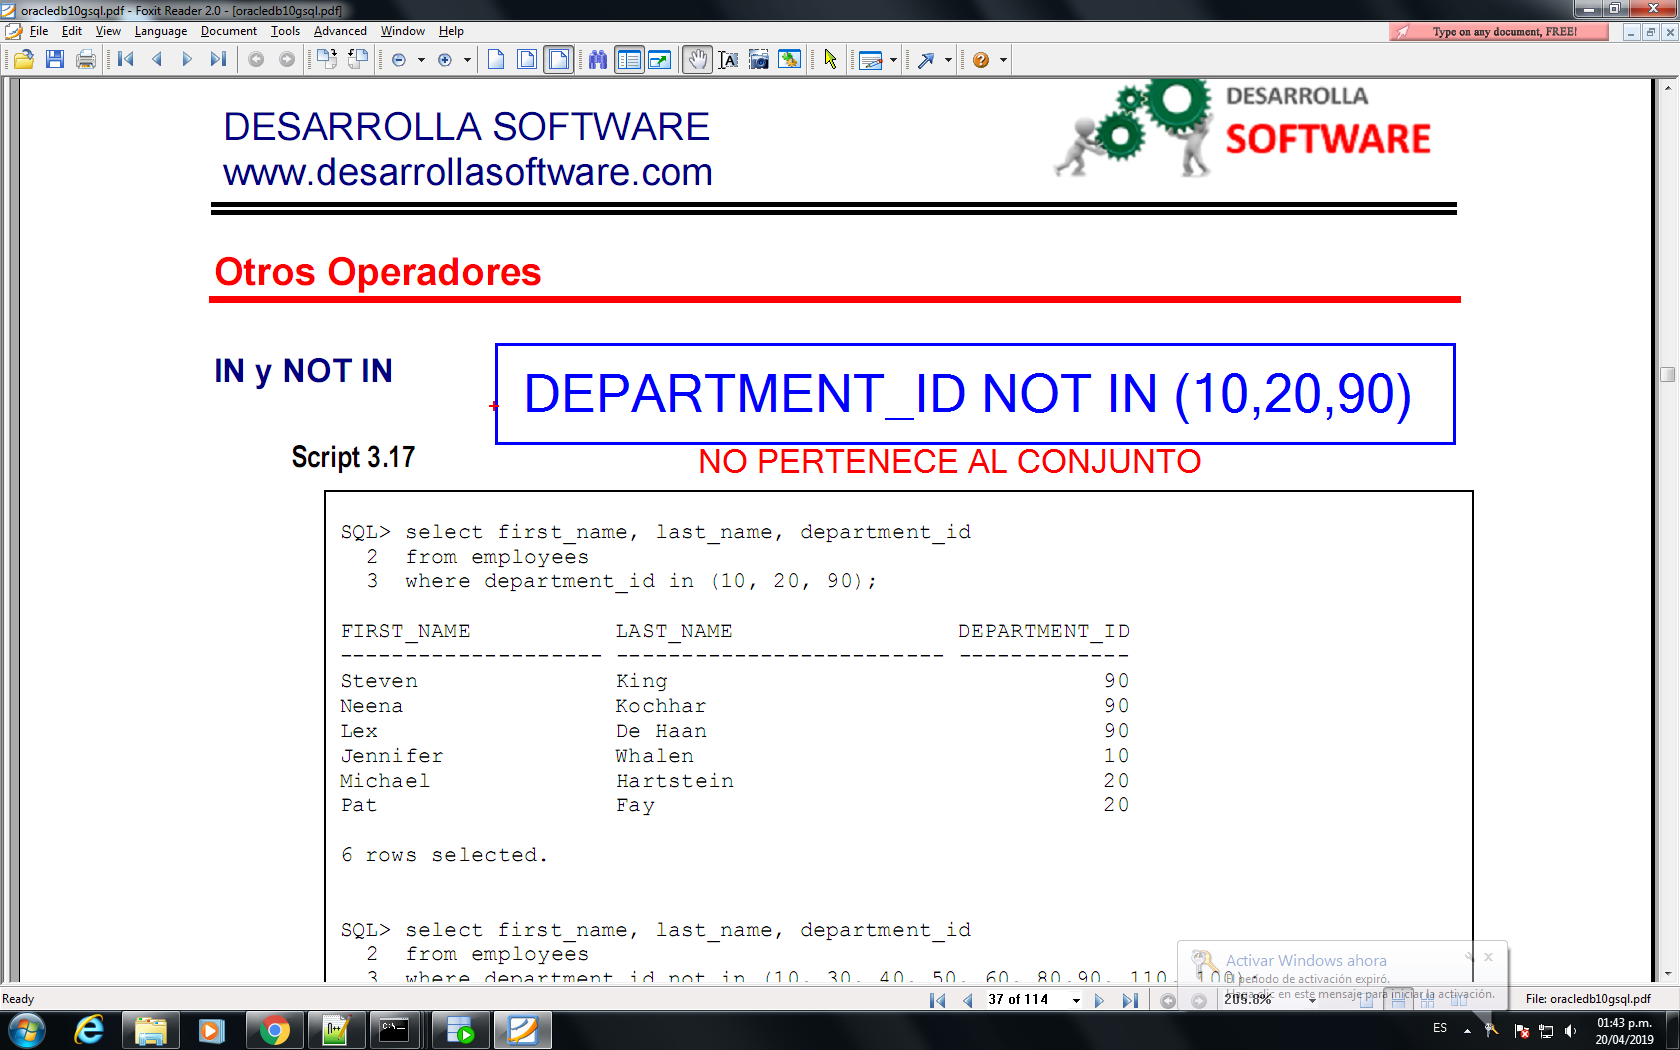 oracledb10gsql.pdf - Foxit Reader 2.0 - [oracledb10gsql.pdf]
File Edit View Language Document Tools Advanced Window Help
Type on any document, FREE!
DESARROLLA SOFTWARE
www.desarrollasoftware.com
DESARROLLA
SOFTWARE
Otros Operadores
IN y NOT IN
DEPARTMENT_ID NOT IN (10,20,90)
Script 3.17
NO PERTENECE AL CONJUNTO
SQL> select first_name, last_name, department_id
2 from employees
3 where department_id in (10, 20, 90);
FIRST_NAME LAST_NAME DEPARTMENT_ID
-------------------- ------------------------- -------------
Steven King 90
Neena Kochhar 90
Lex De Haan 90
Jennifer Whalen 10
Michael Hartstein 20
Pat Fay 20
6 rows selected.
SQL> select first_name, last_name, department_id
2 from employees
3 where department_id not in (10, 30, 40, 50, 60, 80,90, 110, 100);
Activar Windows ahora
El periodo de activación expiró.
Haga clic en este mensaje para iniciar la activación.
Ready
37 of 114
205.8%
File: oracledb10gsql.pdf
ES
01:43 p.m.
20/04/2019